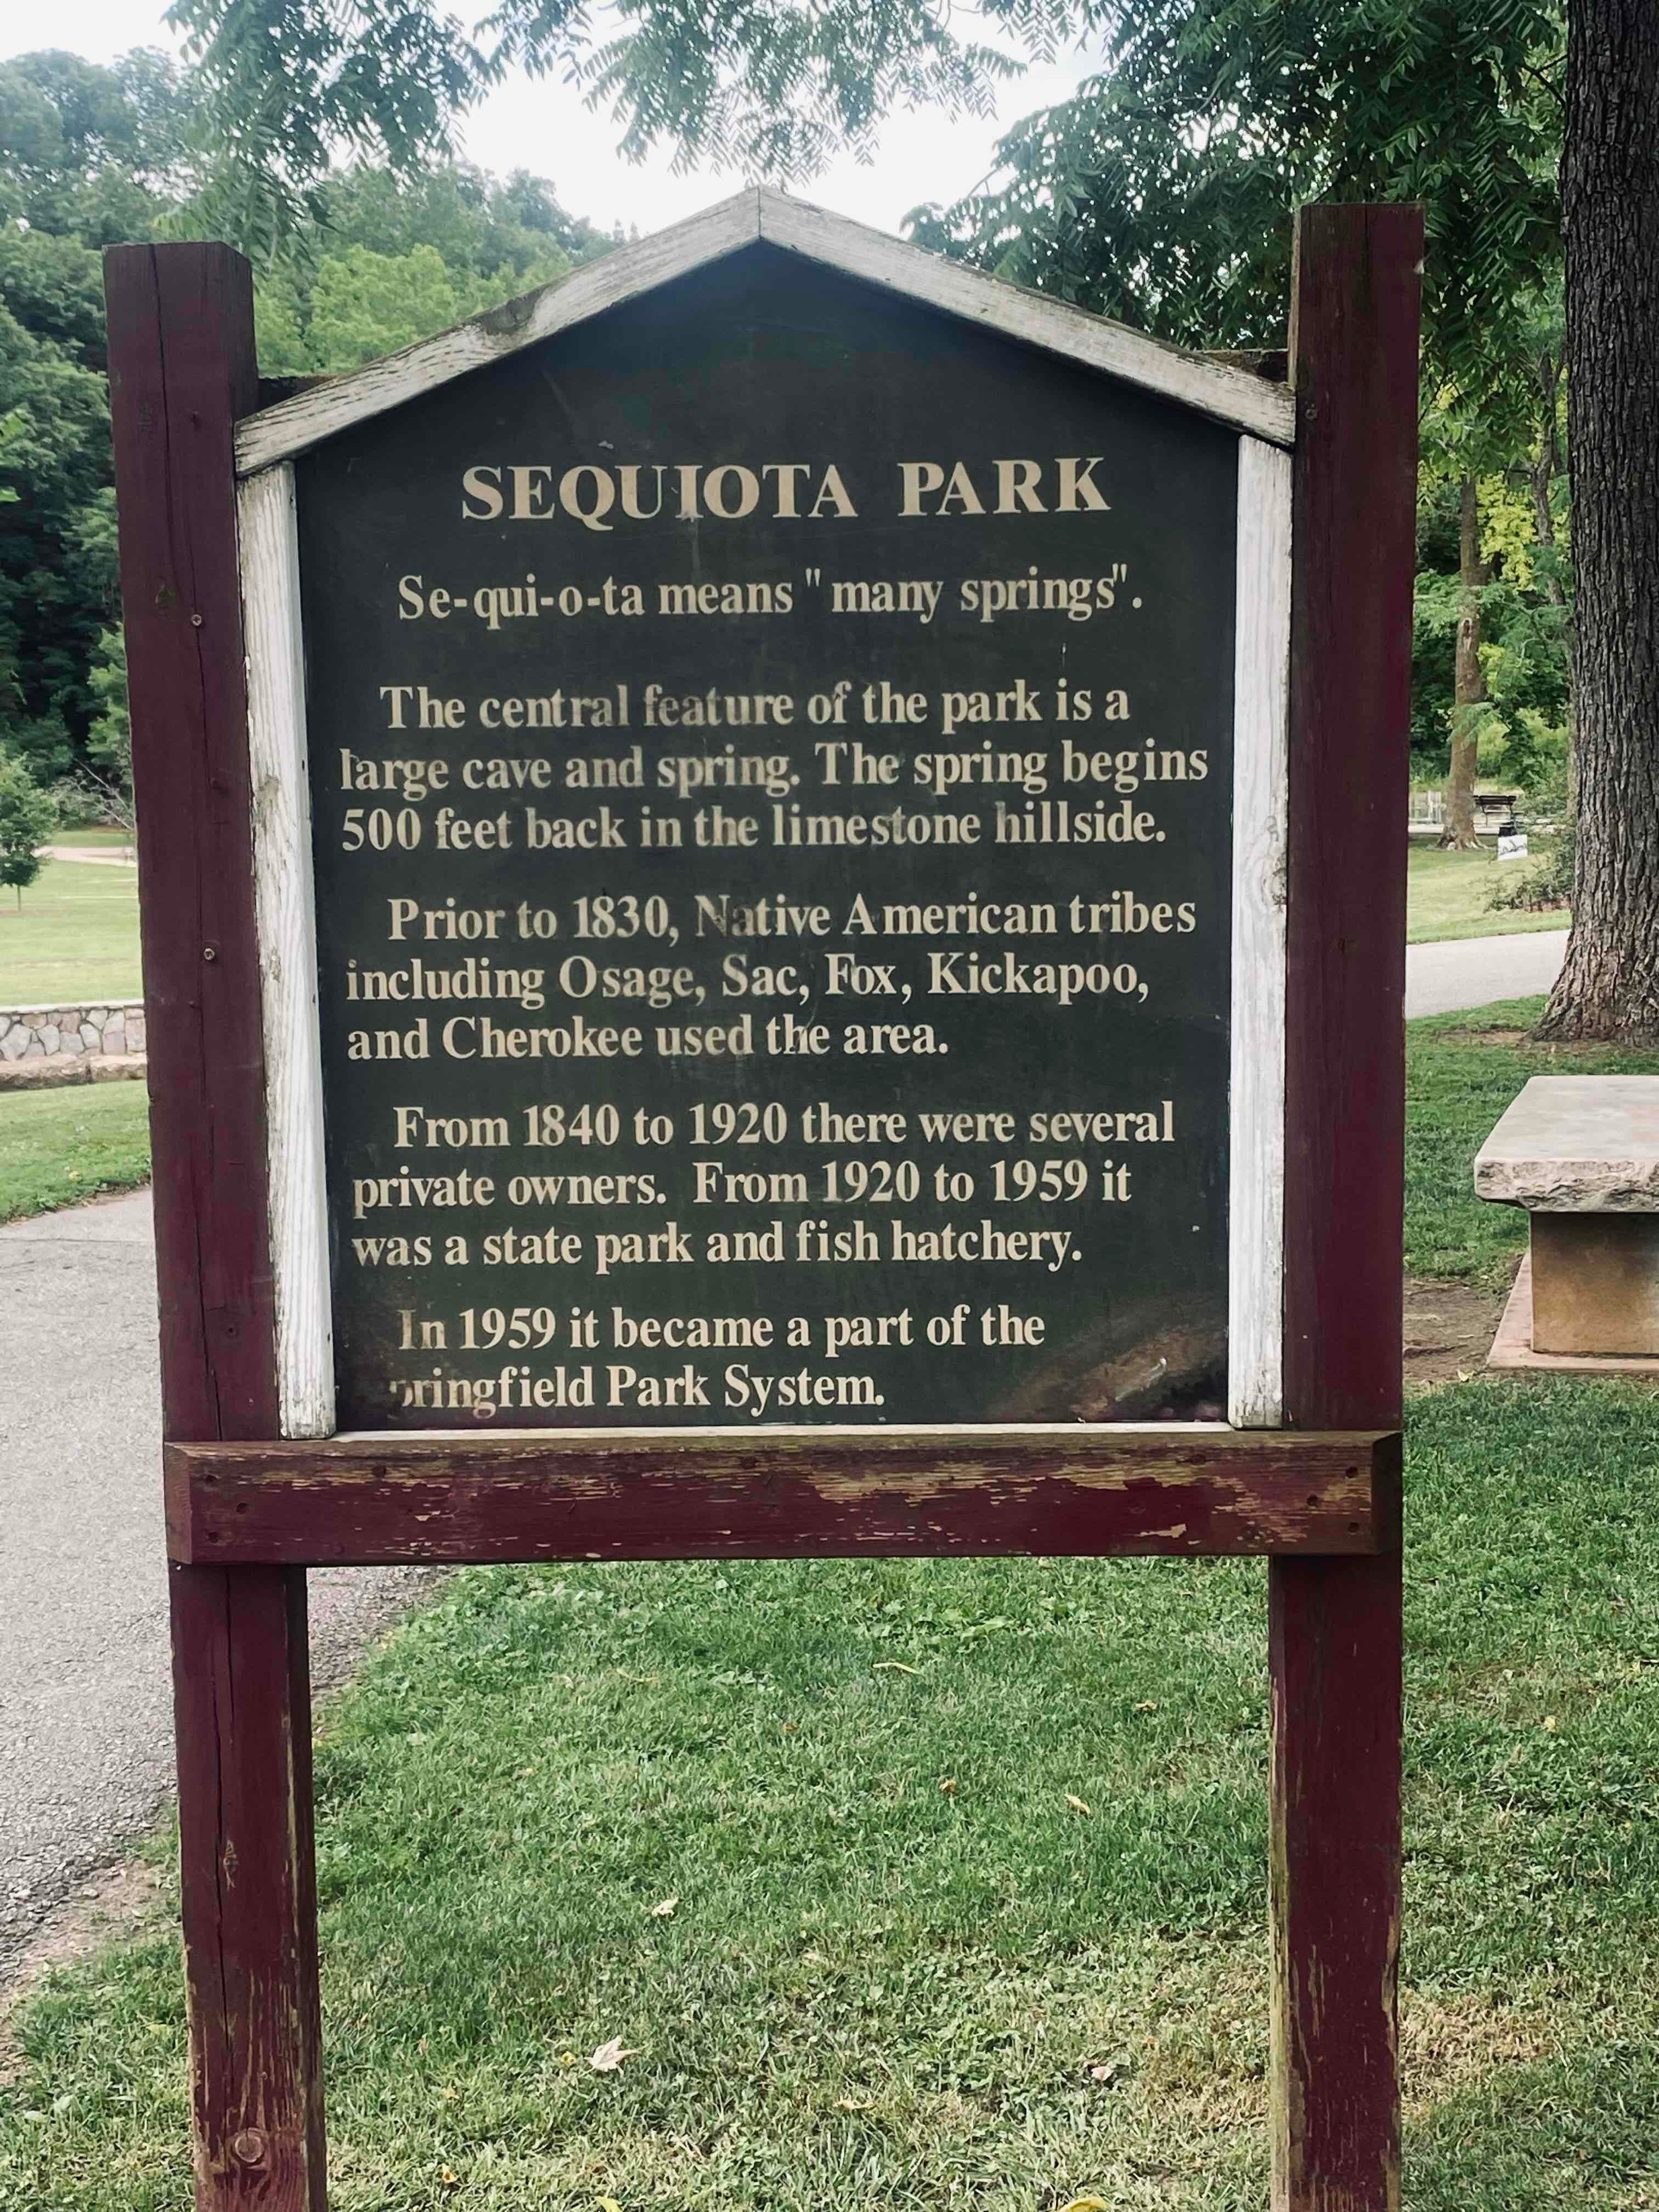 SEQUIOTA PARK
Se-qui-o-ta means "many springs".
The central feature of the park is a
large cave and spring. The spring begins
500 feet back in the limestone hillside.
Prior to 1830, Native American tribes
including Osage, Sac, Fox, Kickapoo,
and Cherokee used the area.
From 1840 to 1920 there were several
private owners. From 1920 to 1959 it
was a state park and fish hatchery.
In 1959 it became a part of the
pringfield Park System.